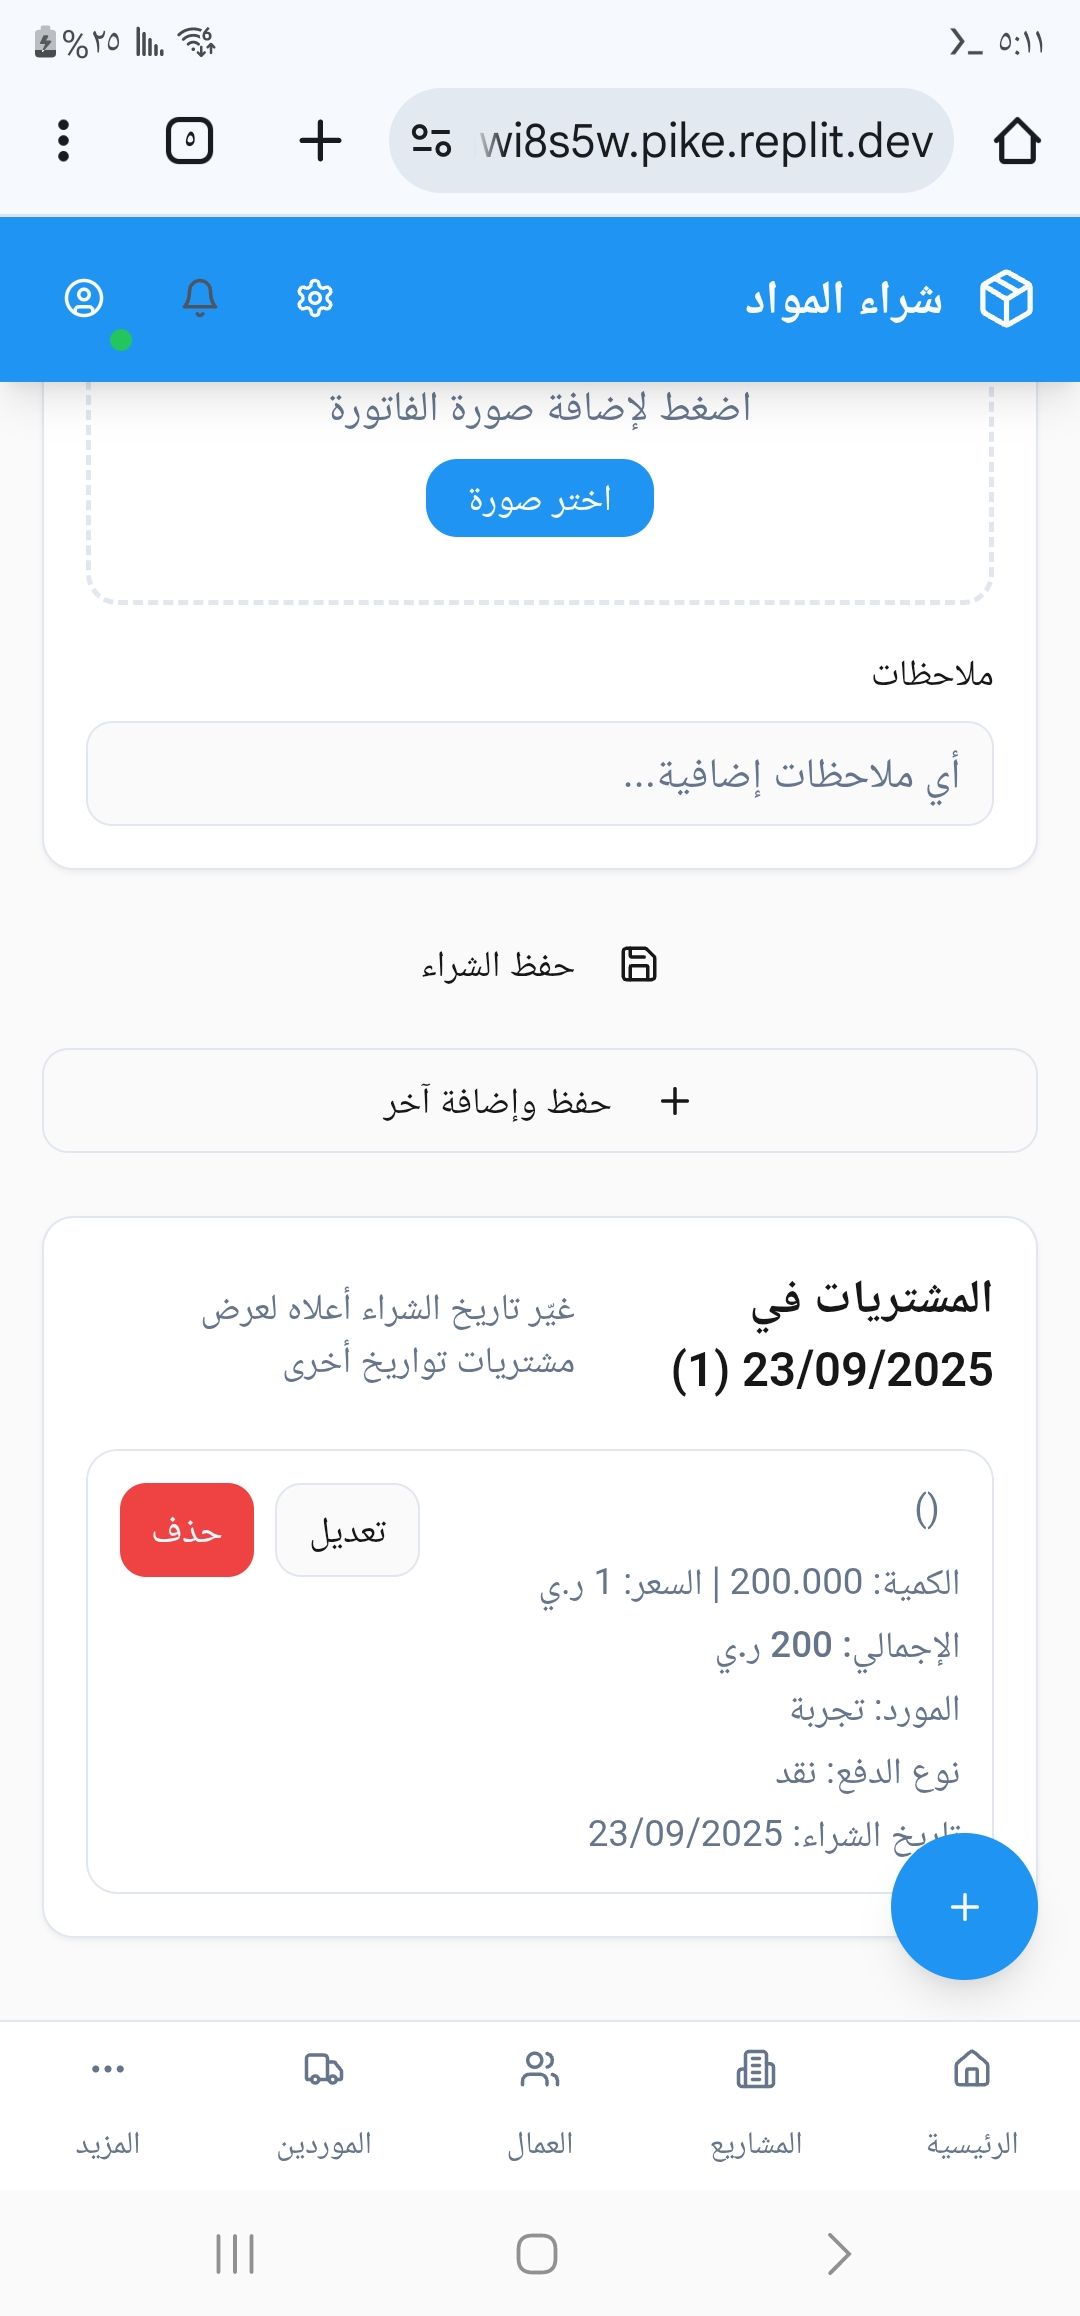 ٥:١١
%٢٥
wi8s5w.pike.replit.dev
٥
شراء المواد
اضغط لإضافة صورة الفاتورة
اختر صورة
ملاحظات
أي ملاحظات إضافية...
حفظ الشراء
حفظ وإضافة آخر
المشتريات في
23/09/2025 (1)
غيّر تاريخ الشراء أعلاه لعرض
مشتريات تواريخ أخرى
()
تعديل
حذف
الكمية: 200.000 | السعر: 1 ر.ي
الإجمالي: 200 ر.ي
المورد: تجربة
نوع الدفع: نقد
تاريخ الشراء: 23/09/2025
الرئيسية
المشاريع
العمال
الموردين
المزيد